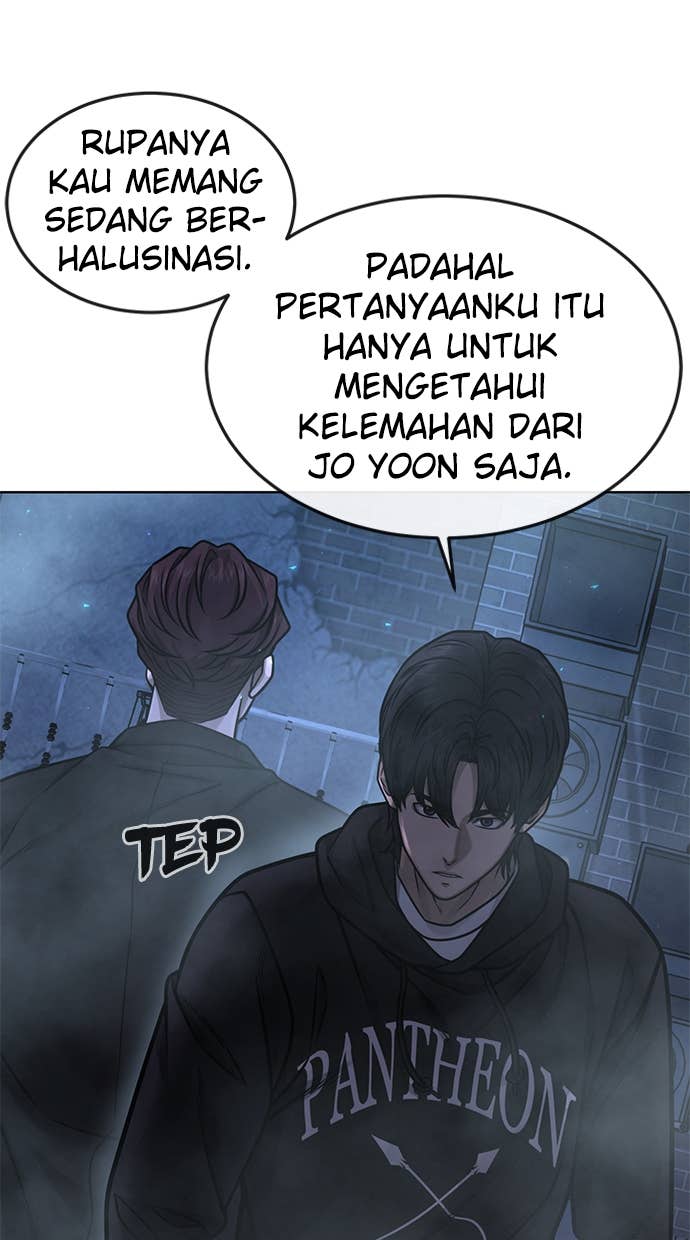 RUPANYA
KAU MEMANG
SEDANG BER-
HALUSINASI.
PADAHAL
PERTANYAANKU ITU
HANYA UNTUK
MENGETAHUI
KELEMAHAN DARI
JO YOON SAJA.
TEP
PANTHEON